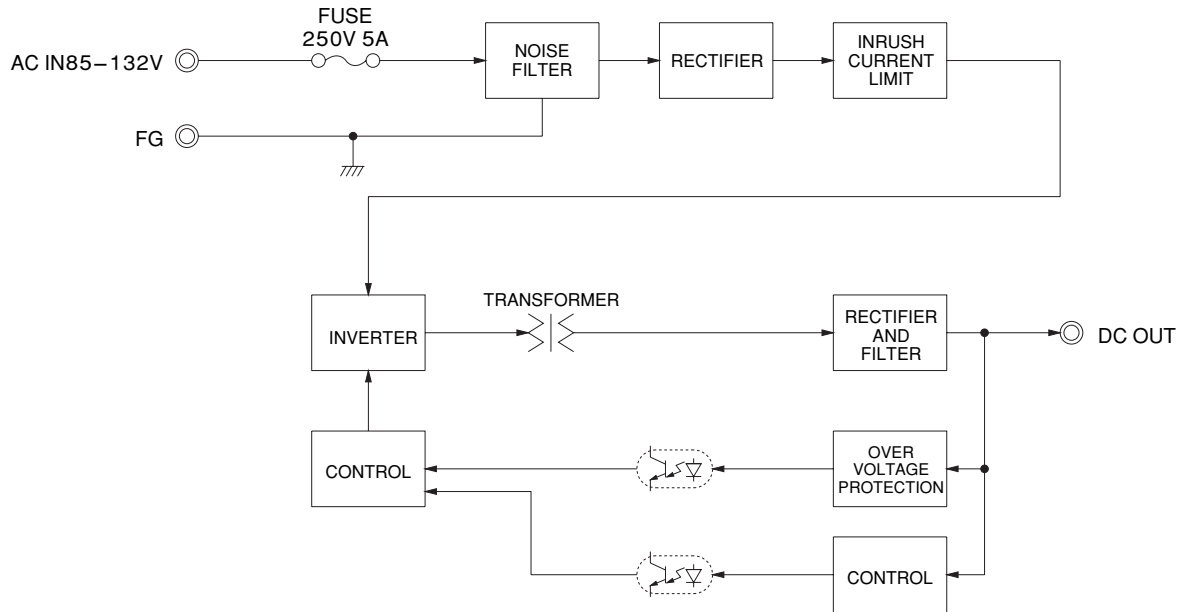 FUSE
250V 5A
AC IN85–132V
NOISE
FILTER
RECTIFIER
INRUSH
CURRENT
LIMIT
FG
TRANSFORMER
INVERTER
RECTIFIER
AND
FILTER
DC OUT
CONTROL
OVER
VOLTAGE
PROTECTION
CONTROL